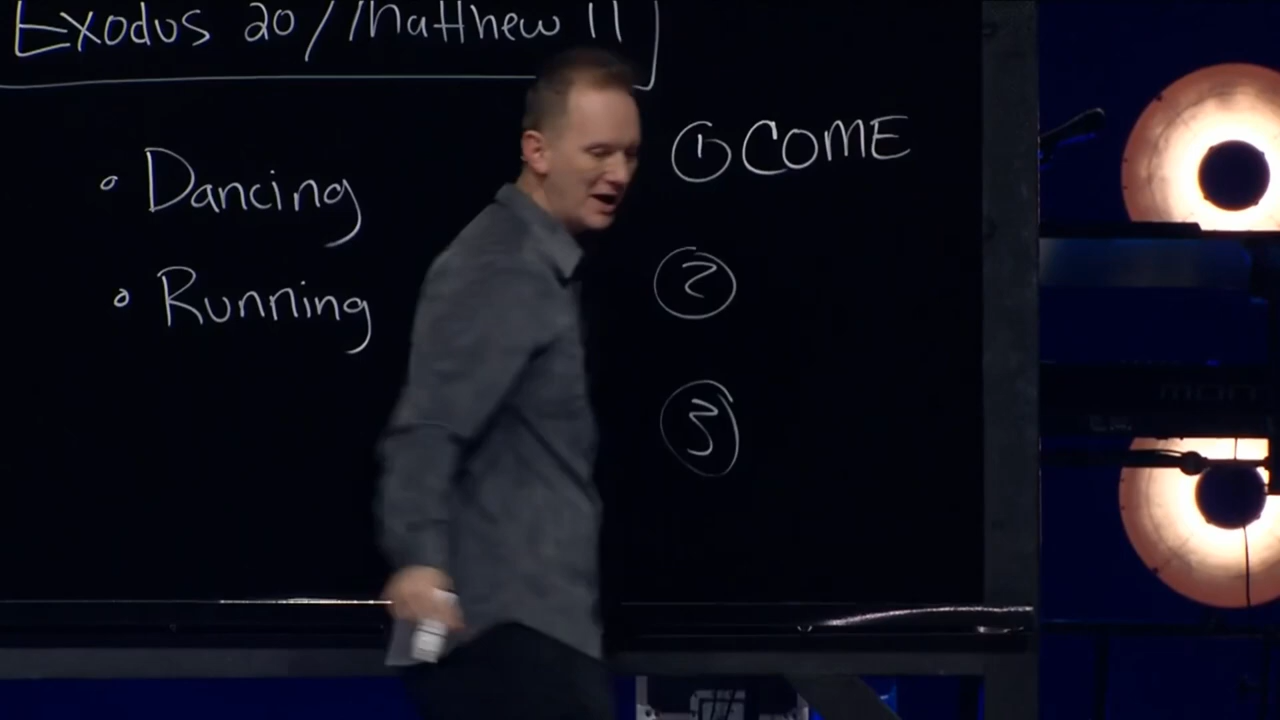 Exodus 20/Matthew 11
• Dancing
• Running
① COME
②
③